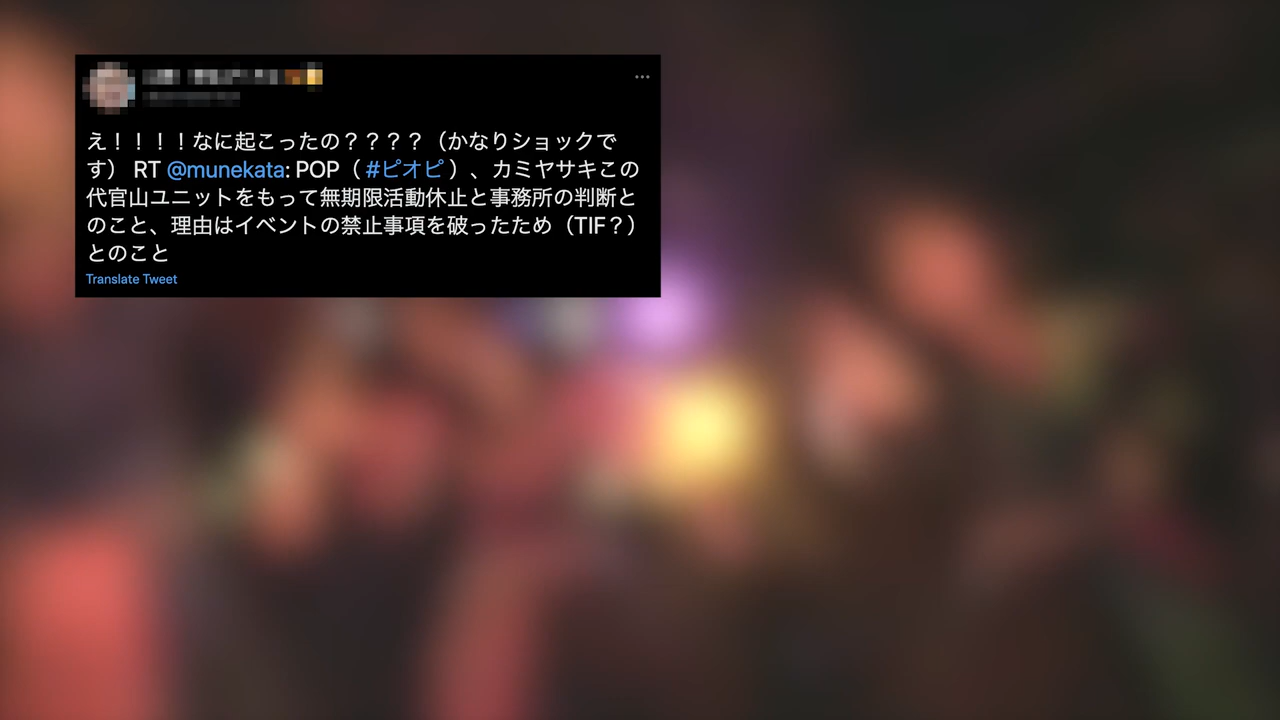 え！！！！なに起こったの？？？？（かなりショックで
す） RT @munekata: POP（ #ピオピ ）、カミヤサキこの
代官山ユニットをもって無期限活動休止と事務所の判断と
のこと、理由はイベントの禁止事項を破ったため（TIF？）
とのこと
Translate Tweet